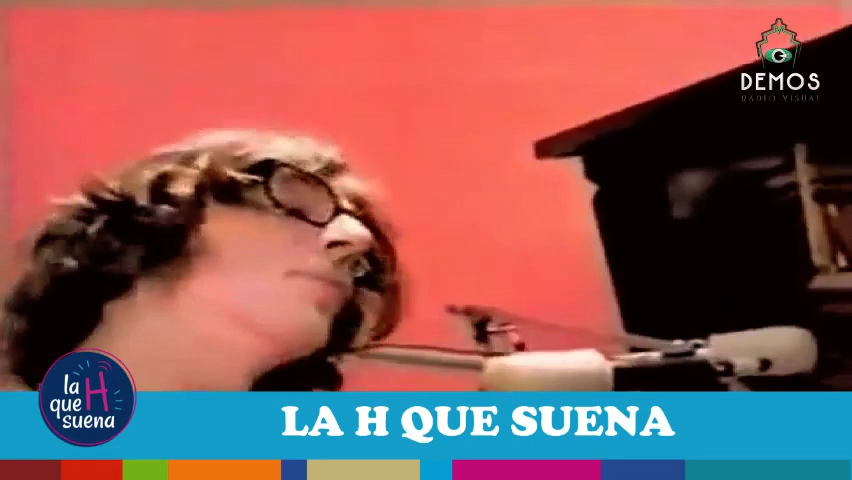 DEMOS
RADIO VISUAL
la
H
que
suena
LA H QUE SUENA